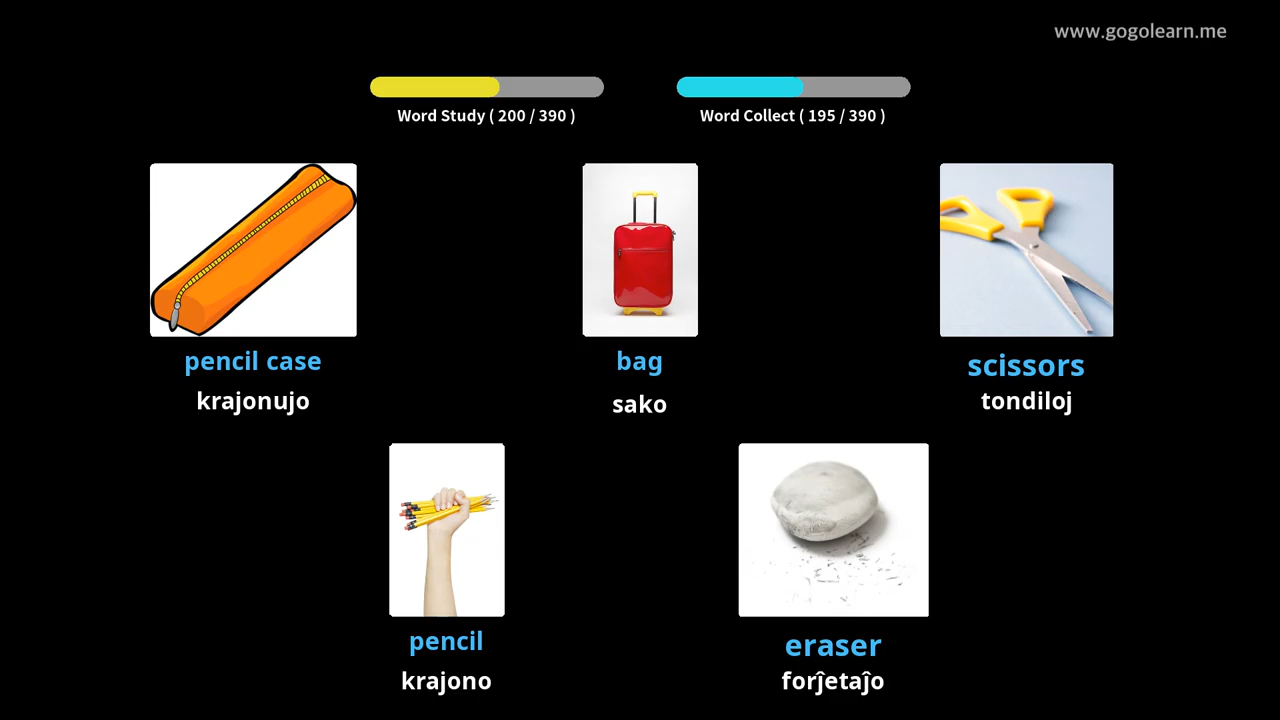 www.gogolearn.me
Word Study ( 200 / 390 )
Word Collect ( 195 / 390 )
pencil case
krajonujo
bag
sako
scissors
tondiloj
pencil
krajono
eraser
forĵetaĵo